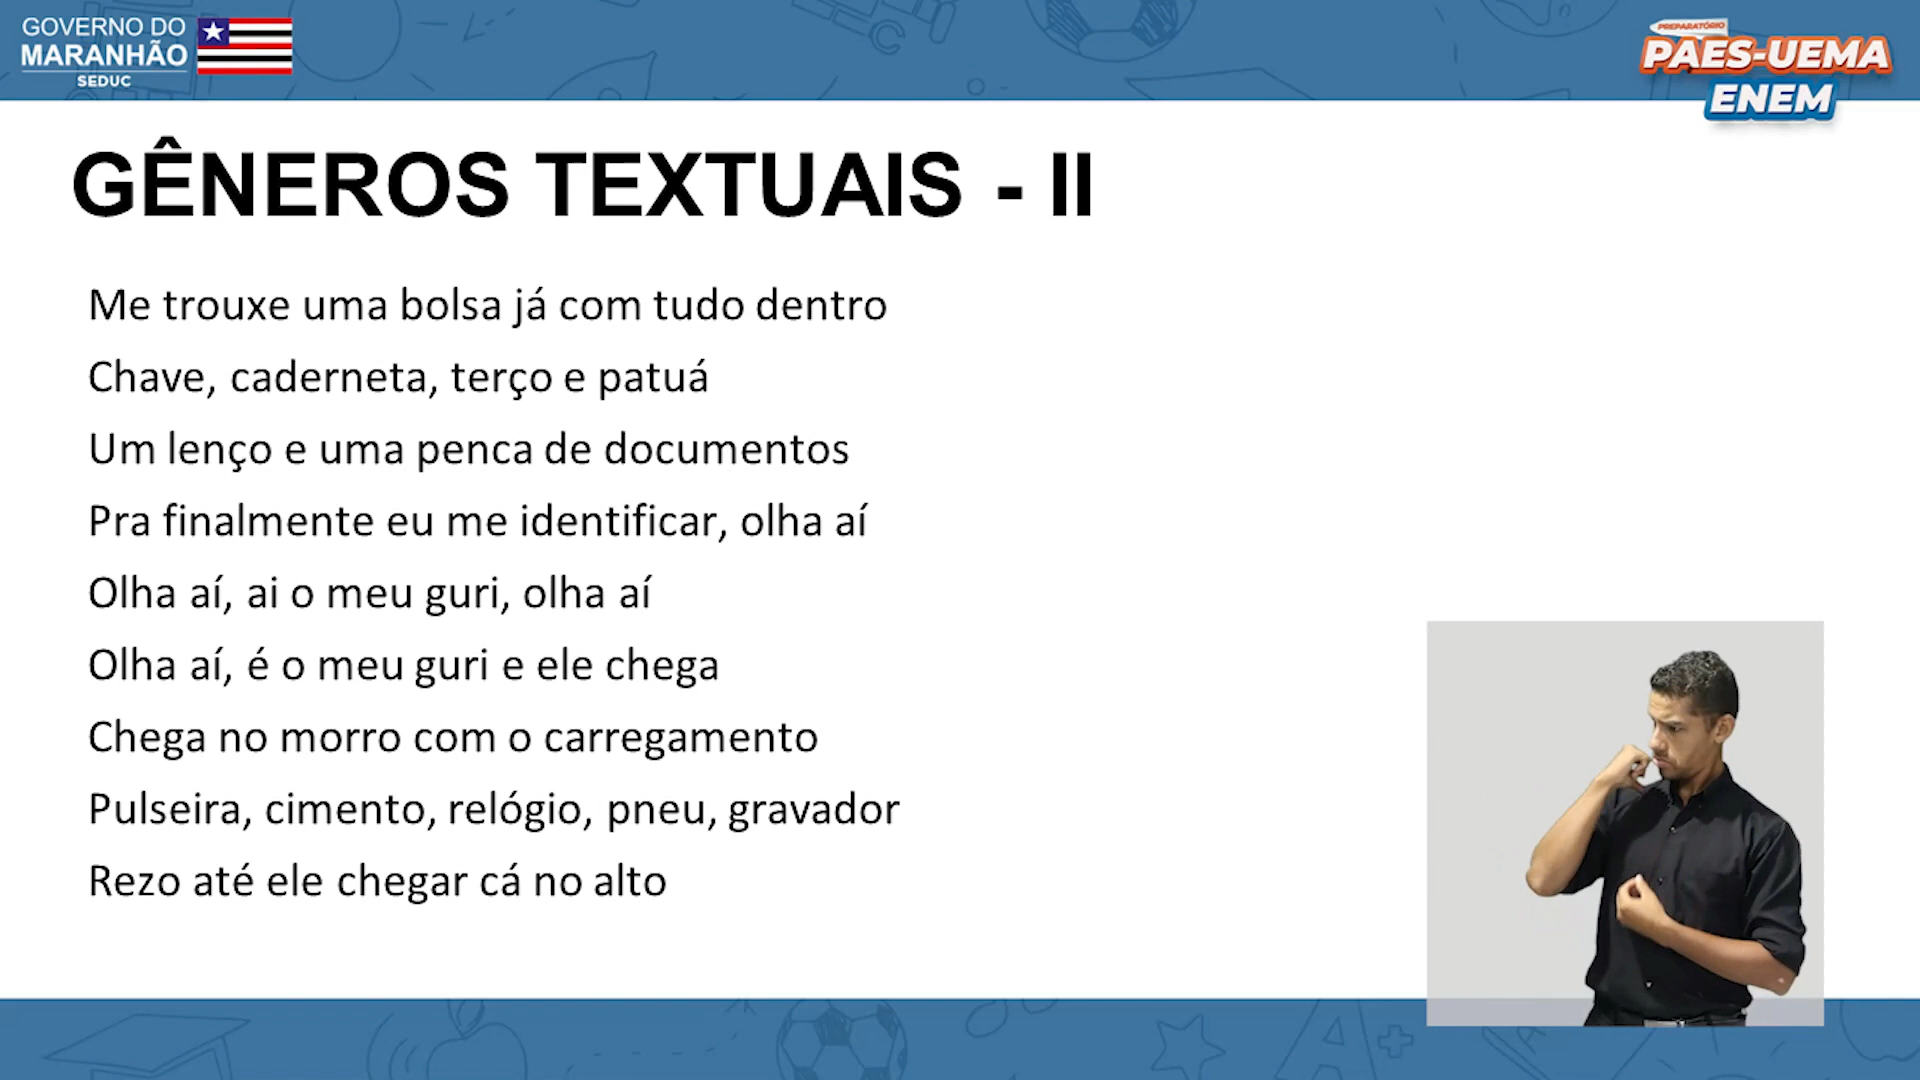 GOVERNO DO
MARANHÃO
SEDUC
PREPARATÓRIO
PAES-UEMA
ENEM
GÊNEROS TEXTUAIS - II
Me trouxe uma bolsa já com tudo dentro
Chave, caderneta, terço e patuá
Um lenço e uma penca de documentos
Pra finalmente eu me identificar, olha aí
Olha aí, ai o meu guri, olha aí
Olha aí, é o meu guri e ele chega
Chega no morro com o carregamento
Pulseira, cimento, relógio, pneu, gravador
Rezo até ele chegar cá no alto
A+